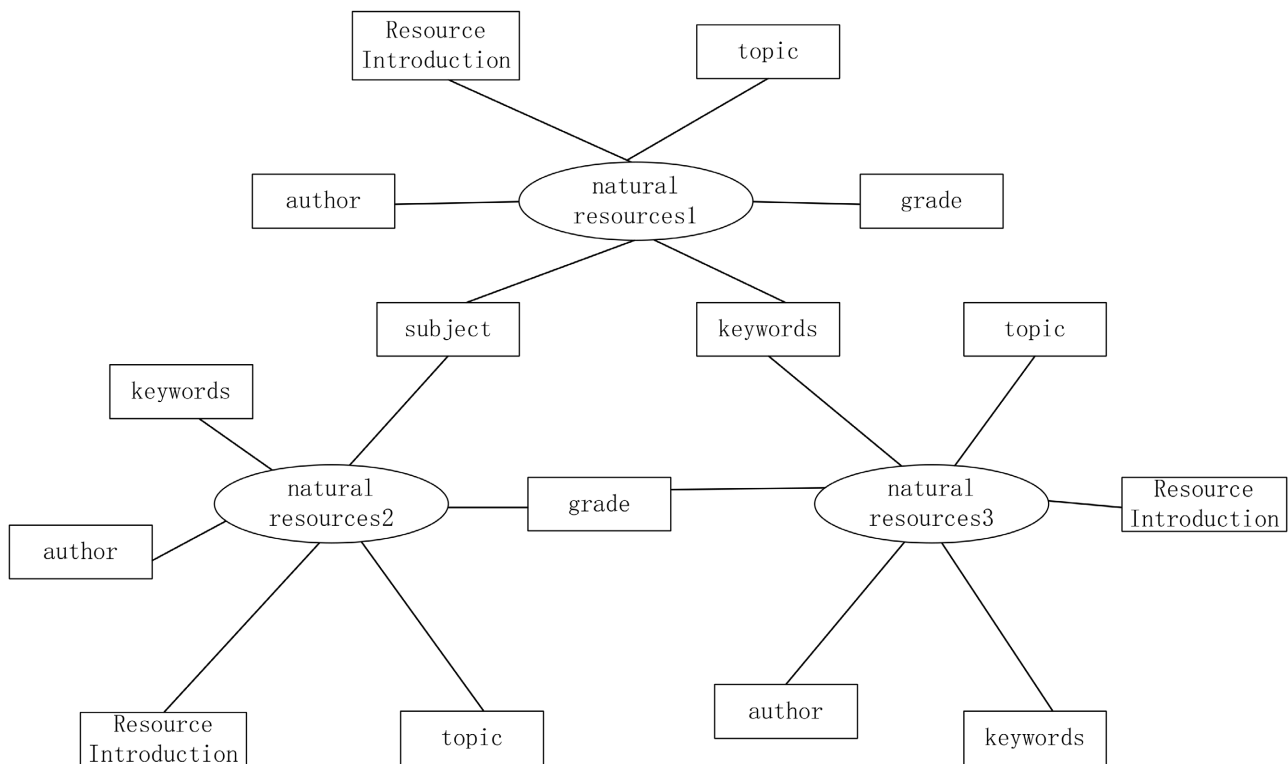 Resource
Introduction
topic
author
natural
resources1
grade
subject
keywords
topic
keywords
natural
resources2
grade
natural
resources3
Resource
Introduction
author
author
keywords
Resource
Introduction
topic